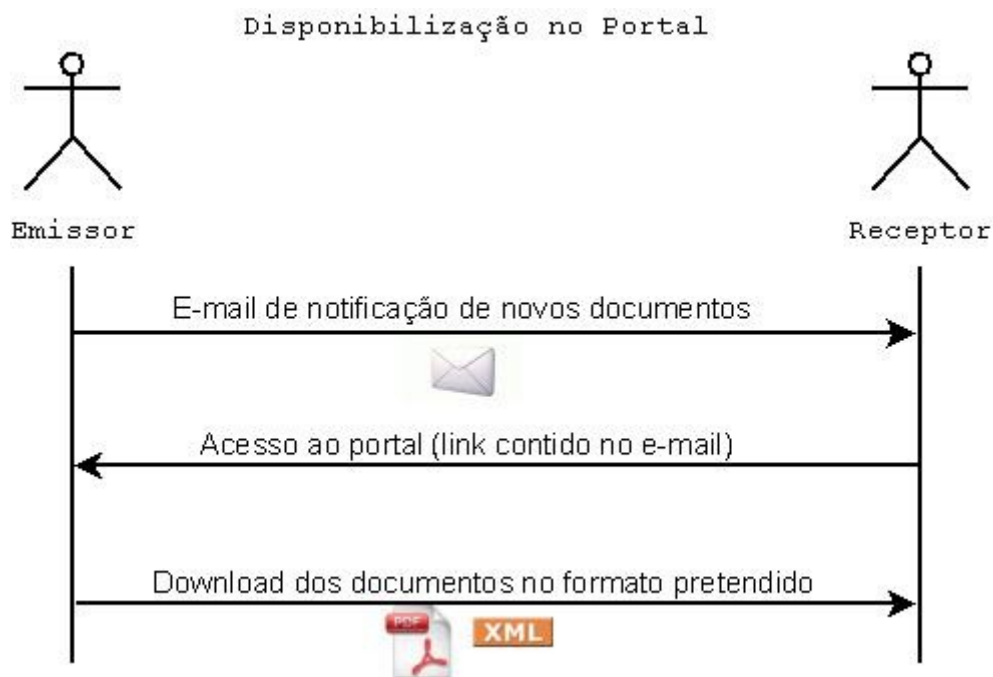 Disponibilização no Portal
Emissor
Receptor
E-mail de notificação de novos documentos
Acesso ao portal (link contido no e-mail)
Download dos documentos no formato pretendido
PDF
XML